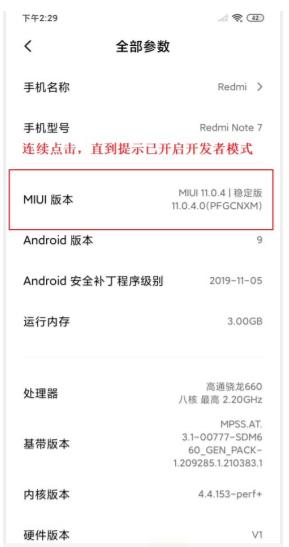 下午2:29
42
全部参数
手机名称
Redmi
手机型号
Redmi Note 7
连续点击，直到提示已开启开发者模式
MIUI 版本
MIUI 11.0.4 | 稳定版
11.0.4.0(PFGCNXM)
Android 版本
9
Android 安全补丁程序级别
2019-11-05
运行内存
3.00GB
处理器
高通骁龙660
八核 最高 2.20GHz
基带版本
MPSS.AT.
3.1-00777-SDM6
60_GEN_PACK-
1.209285.1.210383.1
内核版本
4.4.153-perf+
硬件版本
V1